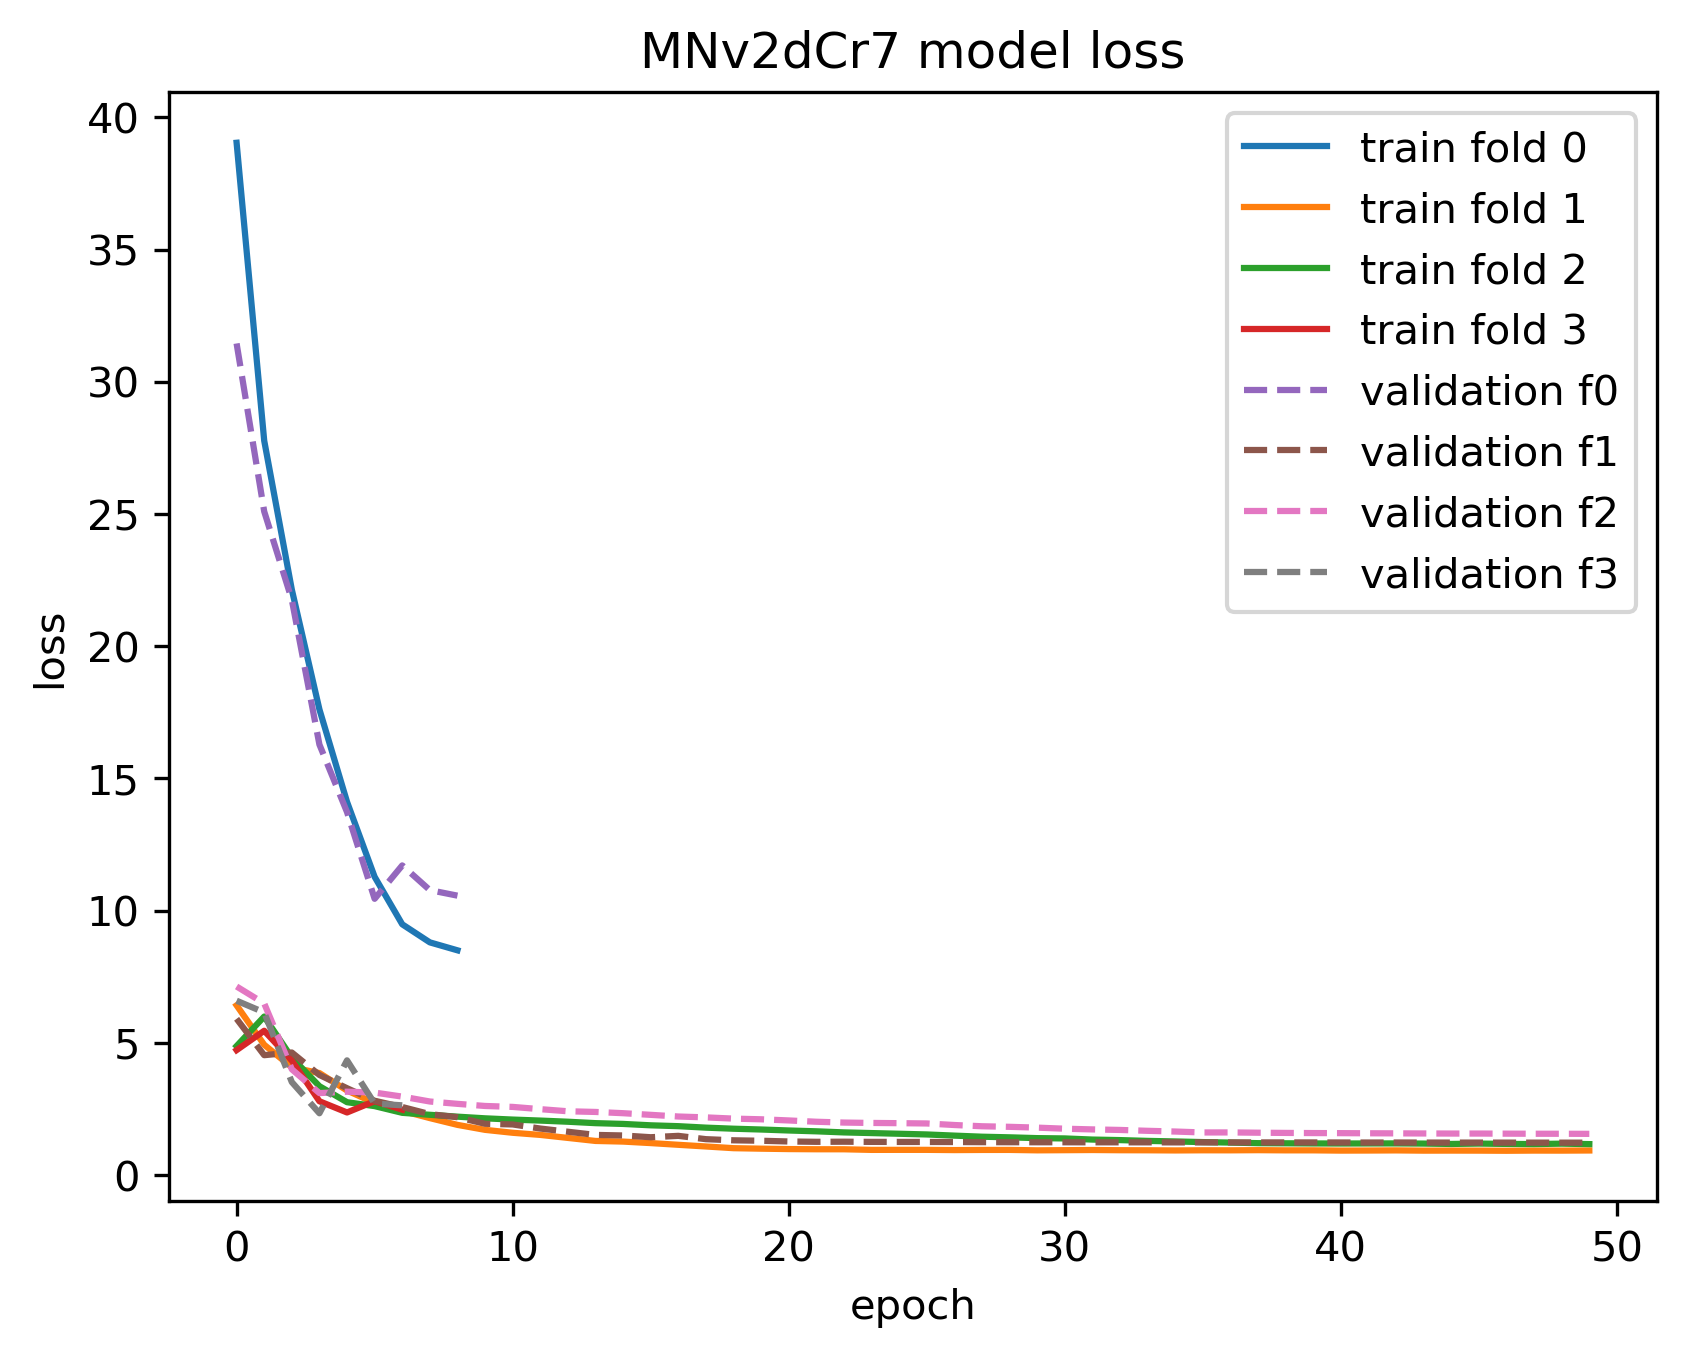 MNv2dCr7 model loss
40
35
30
25
20
15
10
5
0
loss
train fold 0
train fold 1
train fold 2
train fold 3
validation f0
validation f1
validation f2
validation f3
0 10 20 30 40 50
epoch